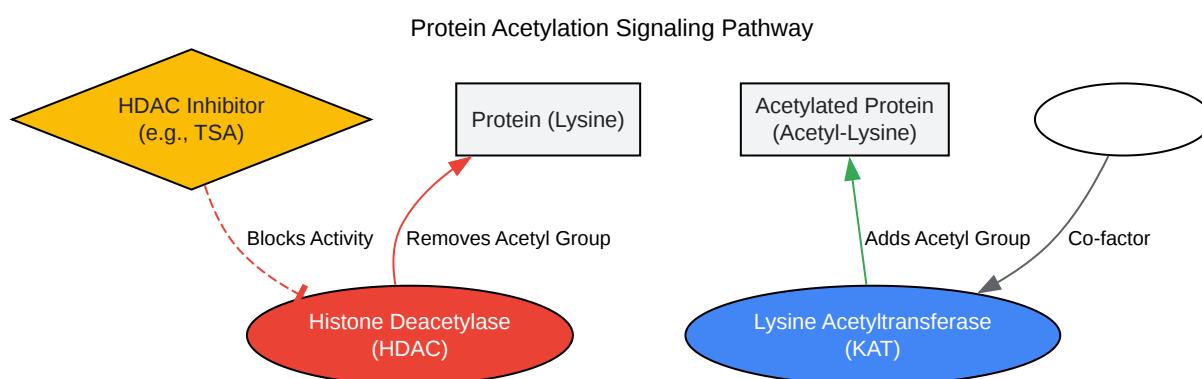 Protein Acetylation Signaling Pathway
HDAC Inhibitor
(e.g., TSA)
Protein (Lysine)
Acetylated Protein
(Acetyl-Lysine)
Blocks Activity
Removes Acetyl Group
Adds Acetyl Group
Co-factor
Histone Deacetylase
(HDAC)
Lysine Acetyltransferase
(KAT)